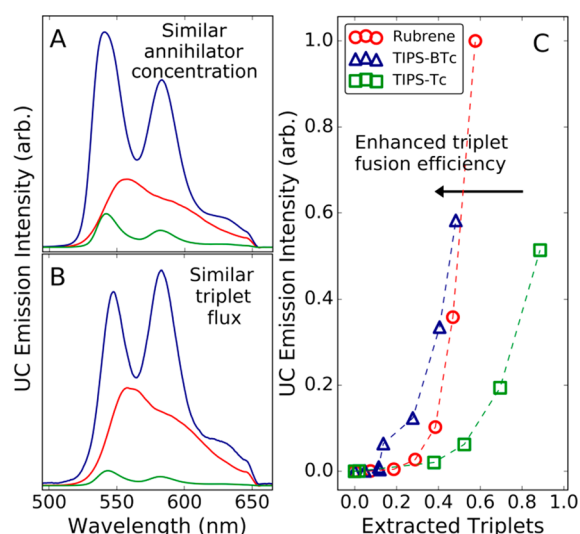 A
Similar
annihilator
concentration
B
Similar
triplet
flux
UC Emission Intensity (arb.)
500 550 600 650
Wavelength (nm)
C
Rubrene
TIPS-BTc
TIPS-Tc
Enhanced triplet
fusion efficiency
UC Emission Intensity (arb.)
1.0
0.8
0.6
0.4
0.2
0.0
0.0 0.2 0.4 0.6 0.8 1.0
Extracted Triplets